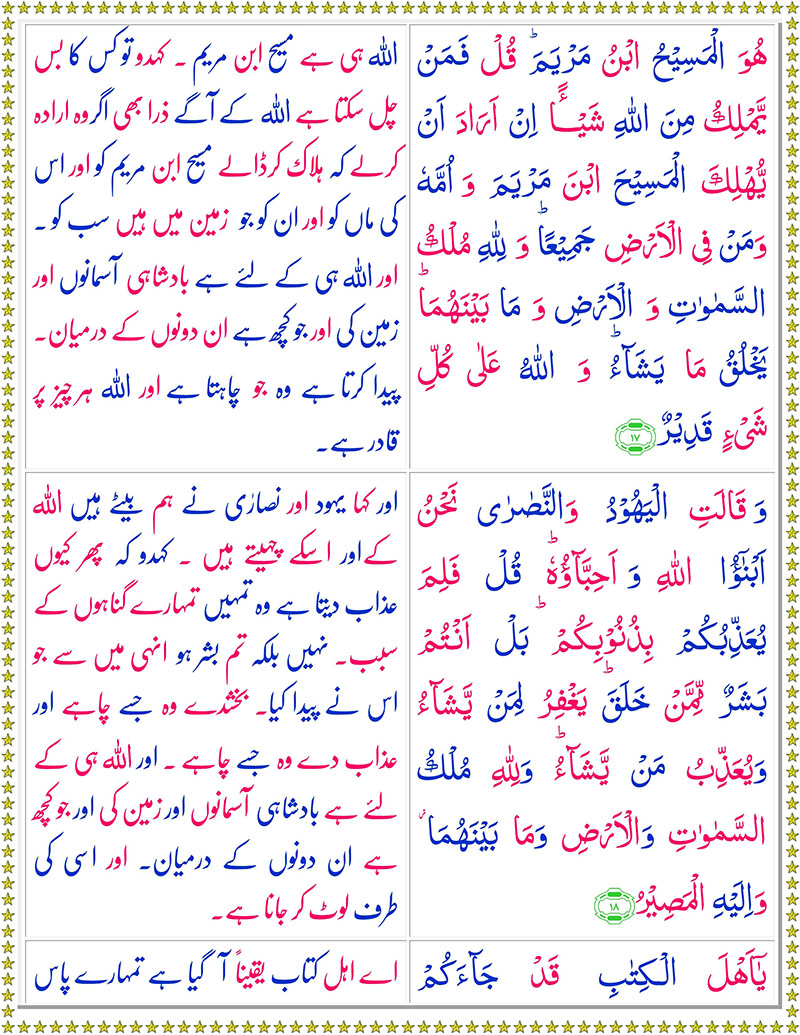 هُوَ الْمَسِیْحُ ابْنُ مَرْیَمَ ؕ قُلْ فَمَنْ
یَّمْلِكُ مِنَ اللّٰهِ شَیْـًٔا اِنْ اَرَادَ اَنْ
یُّهْلِكَ الْمَسِیْحَ ابْنَ مَرْیَمَ وَ اُمَّهٗ
وَمَنْ فِی الْاَرْضِ جَمِیْعًا ؕ وَ لِلّٰهِ مُلْكُ
السَّمٰوٰتِ وَ الْاَرْضِ وَ مَا بَیْنَهُمَا ؕ
یَخْلُقُ مَا یَشَآءُ ؕ وَ اللّٰهُ عَلٰی كُلِّ
شَیْءٍ قَدِیْرٌ ۱۷
اللہ ہی ہے مسیح ابن مریم ۔ کہدو تو کس کا بس
چل سکتا ہے اللہ کے آگے ذرا بھی اگر وہ ارادہ
کرلے کہ ہلاک کر ڈالے مسیح ابن مریم کو اور اس
کی ماں کو اور ان کو جو زمین میں ہیں سب کو ۔
اور اللہ ہی کے لئے ہے بادشاہی آسمانوں اور
زمین کی اور جو کچھ ہے ان دونوں کے درمیان۔
پیدا کرتا ہے وہ جو چاہتا ہے اور اللہ ہر چیز پر
قادر ہے ۔
وَ قَالَتِ الْیَهُوْدُ وَالنَّصٰرٰی نَحْنُ
اَبْنٰٓؤُا اللّٰهِ وَ اَحِبَّآؤُهٗ ؕ قُلْ فَلِمَ
یُعَذِّبُكُمْ بِذُنُوْبِكُمْ ؕ بَلْ اَنْتُمْ
بَشَرٌ مِّمَّنْ خَلَقَ ؕ یَغْفِرُ لِمَنْ یَّشَآءُ
وَیُعَذِّبُ مَنْ یَّشَآءُ ؕ وَلِلّٰهِ مُلْكُ
السَّمٰوٰتِ وَالْاَرْضِ وَمَا بَیْنَهُمَا ؗ
وَاِلَیْهِ الْمَصِیْرُ ۱۸
اور کہا یہود اور نصارٰی نے ہم بیٹے ہیں اللہ
کے اور اسکے چہیتے ہیں ۔ کہدو کہ پھر کیوں
عذاب دیتا ہے وہ تمہیں تمہارے گناہوں کے
سبب۔ نہیں بلکہ تم بشر ہو انہی میں سے جو
اس نے پیدا کیا۔ بخشدے وہ جسے چاہے اور
عذاب دے وہ جسے چاہے ۔ اور اللہ ہی کے
لئے ہے بادشاہی آسمانوں اور زمین کی اور جو کچھ
ہے ان دونوں کے درمیان۔ اور اسی کی
طرف لوٹ کر جانا ہے ۔
یٰۤاَهْلَ الْكِتٰبِ قَدْ جَآءَكُمْ
اے اہل کتاب یقیناً آ گیا ہے تمہارے پاس